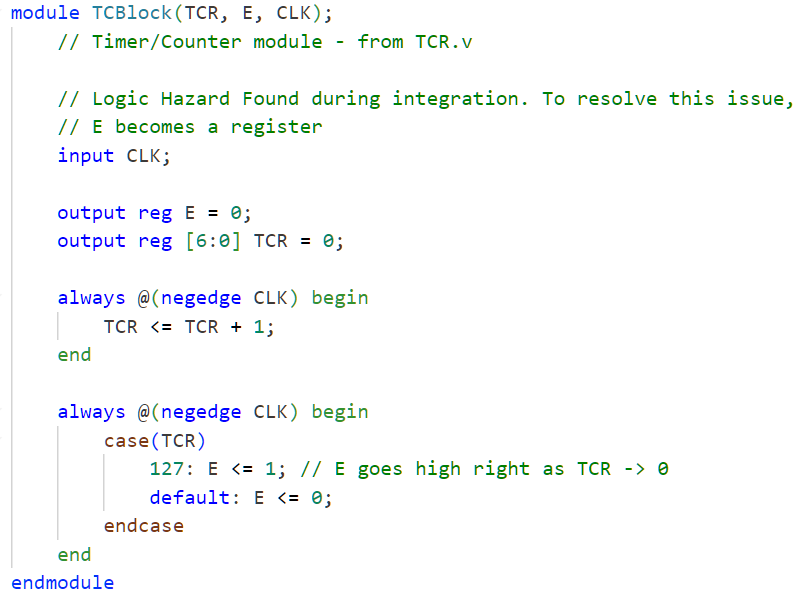 module TCBlock(TCR, E, CLK);
// Timer/Counter module - from TCR.v
// Logic Hazard Found during integration. To resolve this issue,
// E becomes a register
input CLK;
output reg E = 0;
output reg [6:0] TCR = 0;
always @(negedge CLK) begin
TCR <= TCR + 1;
end
always @(negedge CLK) begin
case(TCR)
127: E <= 1; // E goes high right as TCR -> 0
default: E <= 0;
endcase
end
endmodule